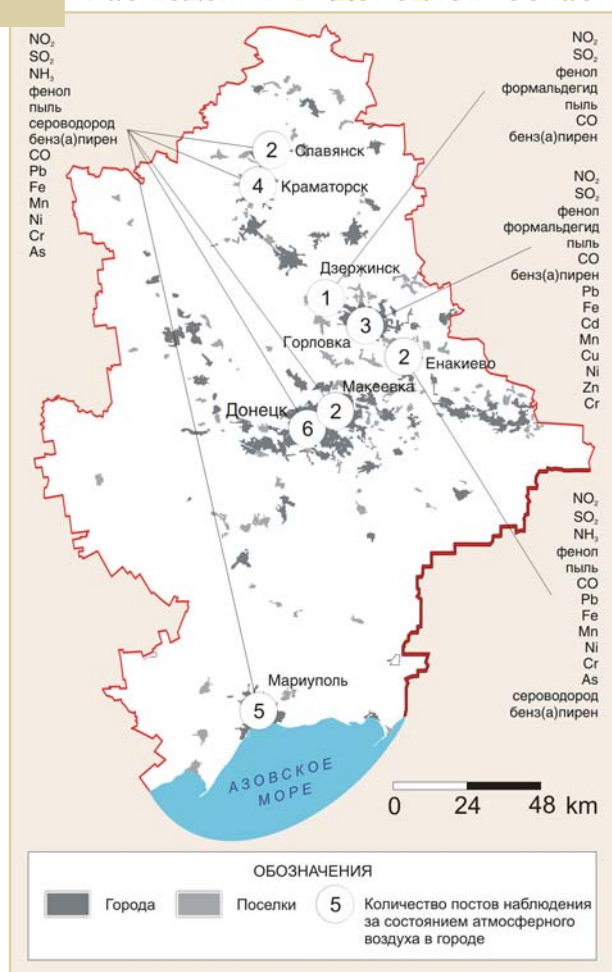 NO₂
SO₂
NH₃
фенол
пыль
сероводород
бенз(а)пирен
CO
Pb
Fe
Mn
Ni
Cr
As
NO₂
SO₂
фенол
формальдегид
пыль
CO
бенз(а)пирен
NO₂
SO₂
фенол
формальдегид
пыль
CO
бенз(а)пирен
Pb
Fe
Cd
Mn
Cu
Ni
Zn
Cr
NO₂
SO₂
NH₃
фенол
пыль
CO
Pb
Fe
Mn
Ni
Cr
As
сероводород
бенз(а)пирен
2 Славянск
4 Краматорск
Дзержинск
1
3
Горловка
2
Енакиево
Макеевка
2
Донецк
6
Мариуполь
5
АЗОВСКОЕ
МОРЕ
0 24 48 km
ОБОЗНАЧЕНИЯ
Города
Поселки
5
Количество постов наблюдения
за состоянием атмосферного
воздуха в городе